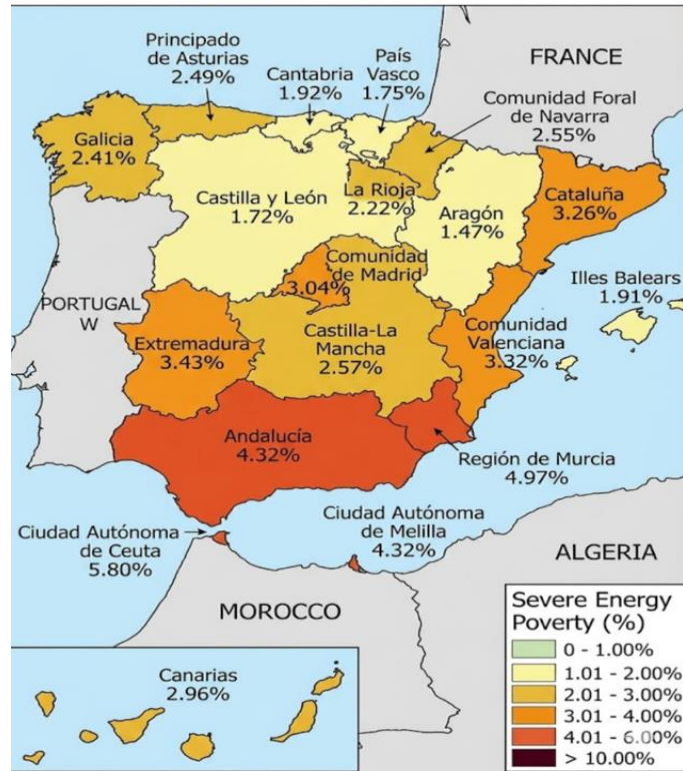 Principado
de Asturias
2.49%
Cantabria
1.92%
País
Vasco
1.75%
FRANCE
Comunidad Foral
de Navarra
2.55%
Galicia
2.41%
Castilla y León
1.72%
La Rioja
2.22%
Aragón
1.47%
Cataluña
3.26%
Comunidad
de Madrid
3.04%
Illes Balears
1.91%
PORTUGAL
W
Extremadura
3.43%
Castilla-La
Mancha
2.57%
Comunidad
Valenciana
3.32%
Andalucía
4.32%
Región de Murcia
4.97%
Ciudad Autónoma
de Ceuta
5.80%
Ciudad Autónoma
de Melilla
4.32%
ALGERIA
MOROCCO
Canarias
2.96%
Severe Energy
Poverty (%)
0 - 1.00%
1.01 - 2.00%
2.01 - 3.00%
3.01 - 4.00%
4.01 - 6.00%
> 10.00%